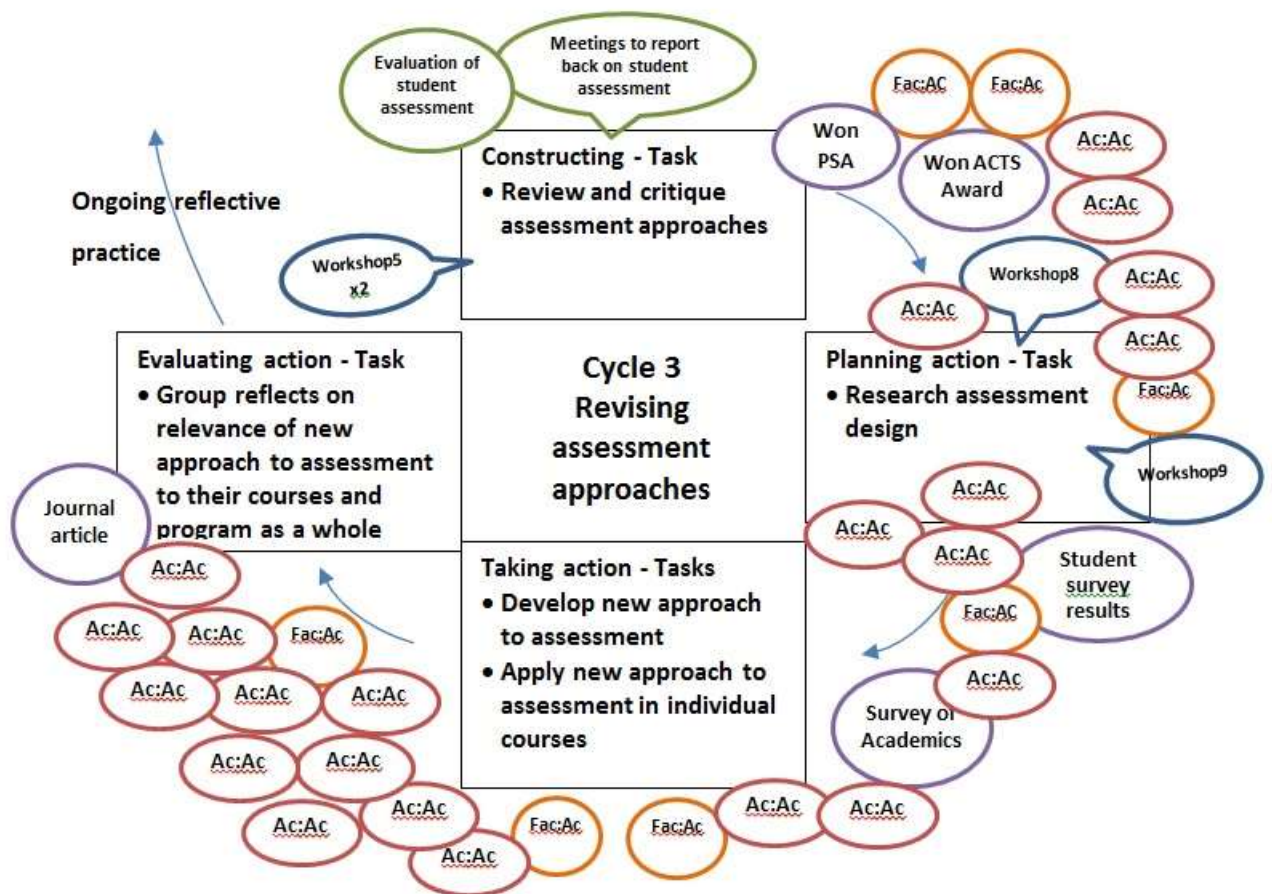 Evaluation of
student
assessment
Meetings to report
back on student
assessment
Constructing - Task
• Review and critique
assessment approaches
Won
PSA
Fac:AC
Fac:Ac
Won ACTS
Award
Ac:Ac
Ac:Ac
Ongoing reflective
practice
Workshop5
x2
Ac:Ac
Workshop8
Ac:Ac
Ac:Ac
Fac:Ac
Evaluating action - Task
• Group reflects on
relevance of new
approach to assessment
to their courses and
program as a whole
Cycle 3
Revising
assessment
approaches
Planning action - Task
• Research assessment
design
Workshop9
Journal
article
Ac:Ac
Ac:Ac
Ac:Ac
Fac:Ac
Ac:Ac
Ac:Ac
Ac:Ac
Ac:Ac
Ac:Ac
Ac:Ac
Ac:Ac
Ac:Ac
Fac:Ac
Taking action - Tasks
• Develop new approach
to assessment
• Apply new approach to
assessment in individual
courses
Ac:Ac
Ac:Ac
Ac:Ac
Student
survey
results
Fac:AC
Ac:Ac
Survey of
Academics
Fac:Ac
Ac:Ac
Ac:Ac